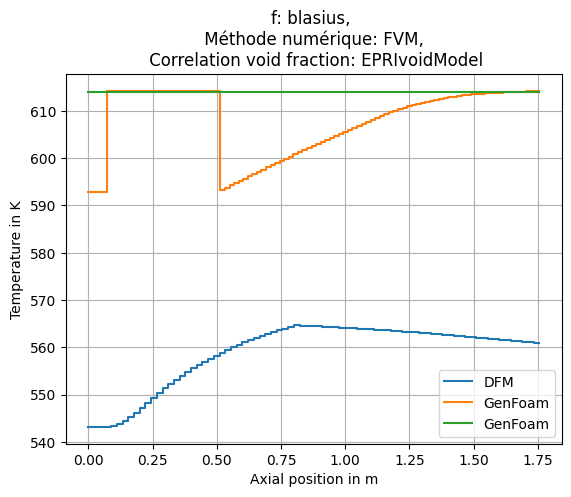 f: blasius,
Méthode numérique: FVM,
Correlation void fraction: EPRIvoidModel
Temperature in K
610
600
590
580
570
560
550
540
0.00 0.25 0.50 0.75 1.00 1.25 1.50 1.75
Axial position in m
DFM
GenFoam
GenFoam